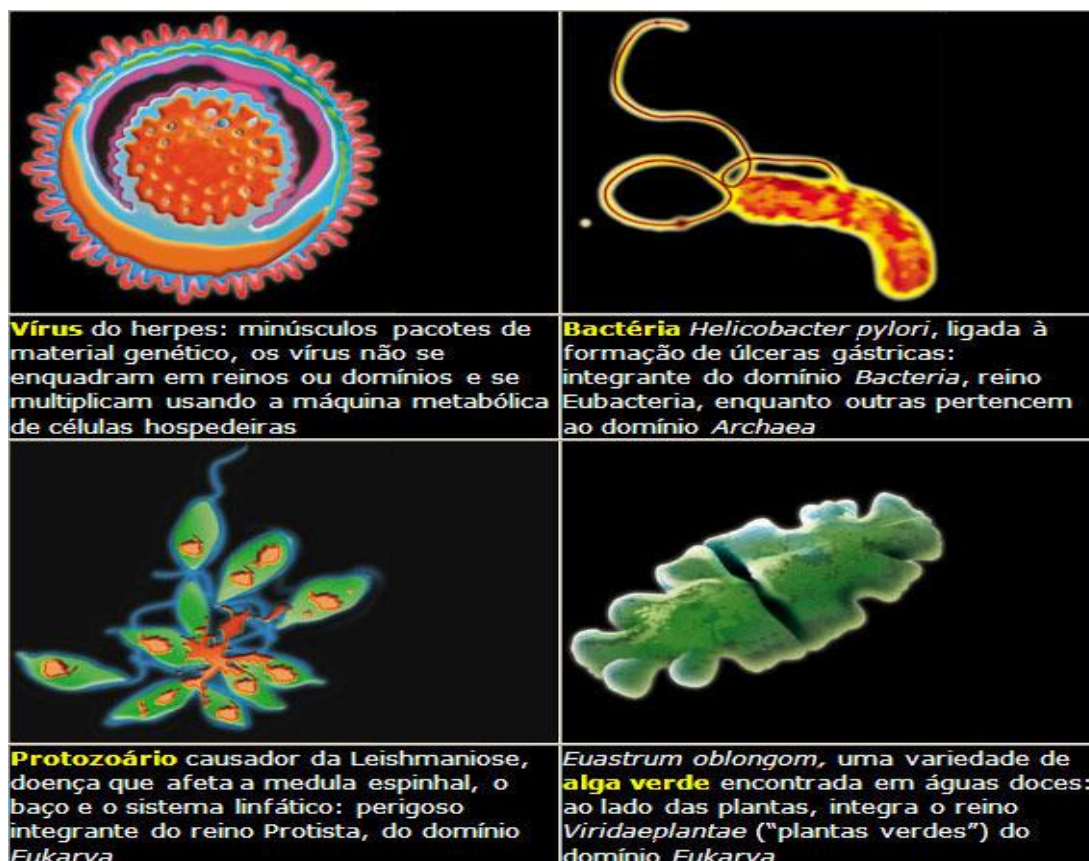 Vírus do herpes: minúsculos pacotes de
material genético, os vírus não se
enquadram em reinos ou domínios e se
multiplicam usando a máquina metabólica
de células hospedeiras
Bactéria Helicobacter pylori, ligada à
formação de úlceras gástricas:
integrante do domínio Bacteria, reino
Eubacteria, enquanto outras pertencem
ao domínio Archaea
Protozoário causador da Leishmaniose,
doença que afeta a medula espinhal, o
baço e o sistema linfático: perigoso
integrante do reino Protista, do domínio
Eukarya
Euastrum oblongom, uma variedade de
alga verde encontrada em águas doces:
ao lado das plantas, integra o reino
Viridaeplantae (“plantas verdes”) do
domínio Eukarya